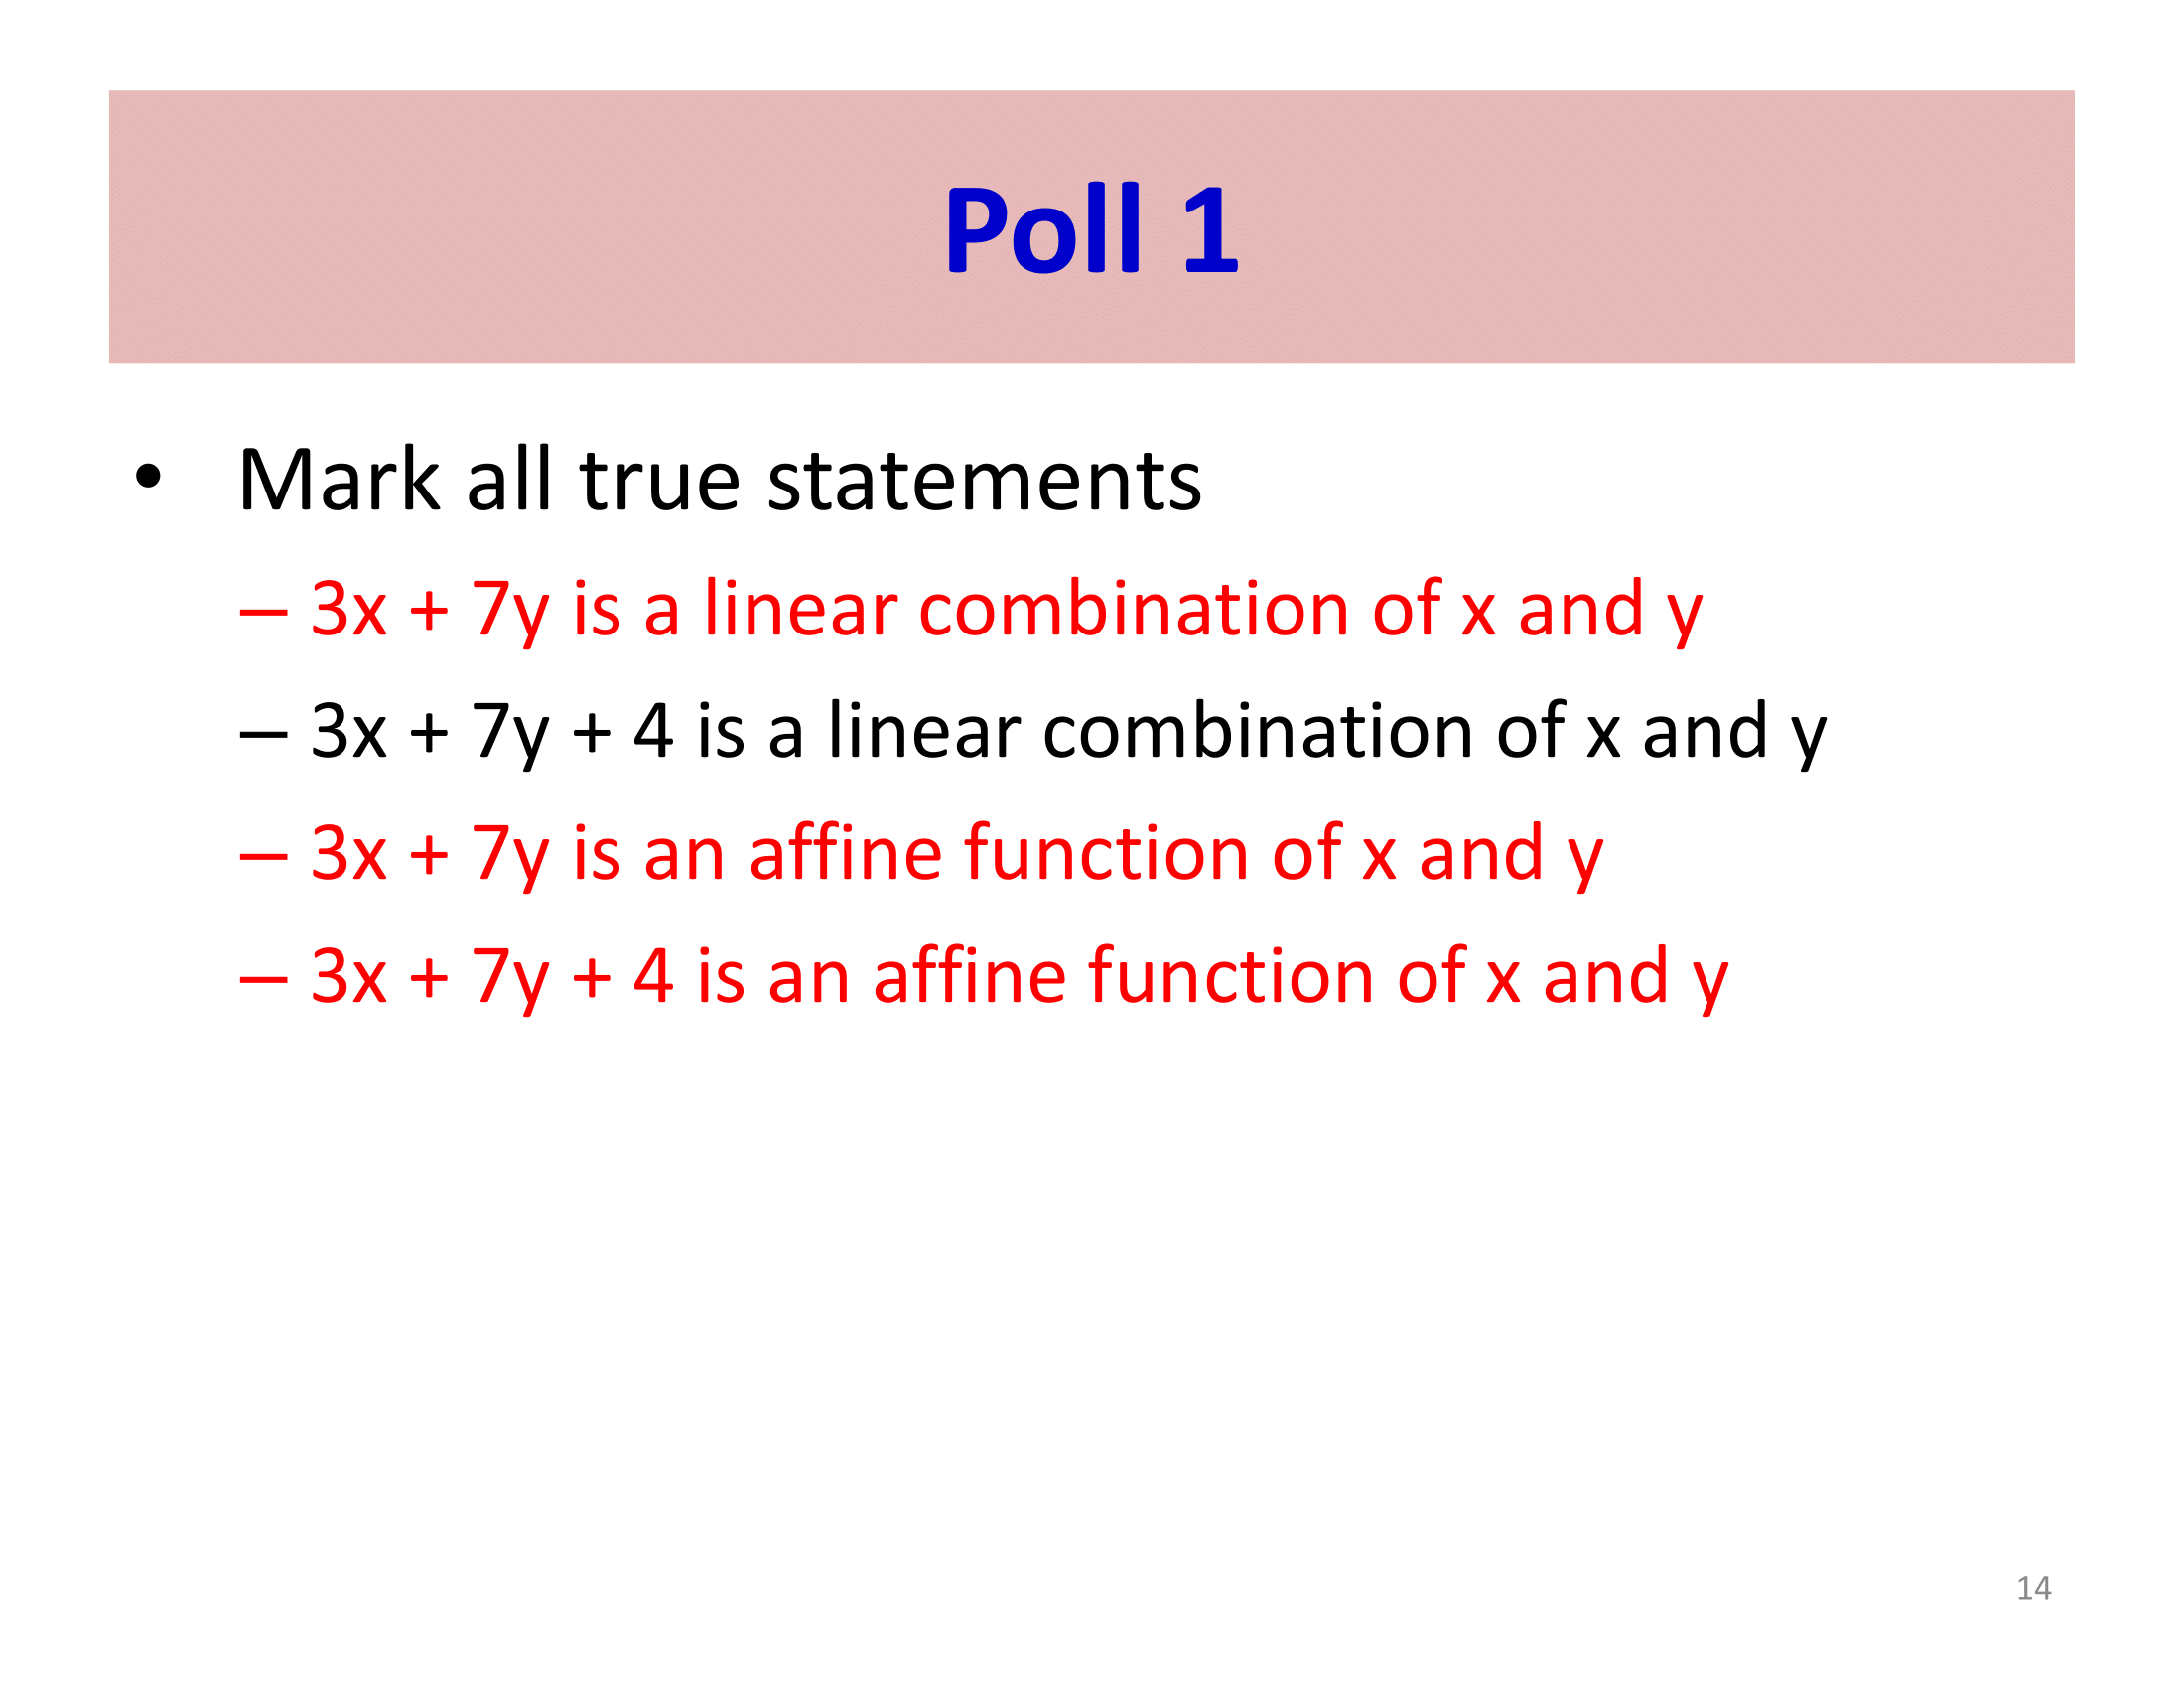 Poll 1
• Mark all true statements
– 3x + 7y is a linear combination of x and y
– 3x + 7y + 4 is a linear combination of x and y
– 3x + 7y is an affine function of x and y
– 3x + 7y + 4 is an affine function of x and y
14